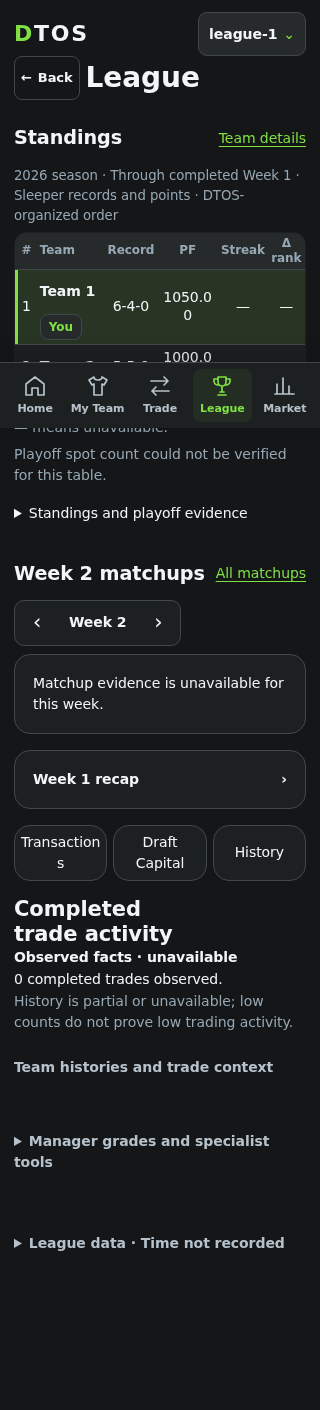 DTOS
league-1
← Back
League
Standings
Team details
2026 season · Through completed Week 1 ·
Sleeper records and points · DTOS-
organized order
# Team Record PF Streak Δ rank
1 Team 1 6-4-0 1050.0
0 — —
You
1000.0
Home My Team Trade League Market
— means unavailable.
Playoff spot count could not be verified
for this table.
▶ Standings and playoff evidence
Week 2 matchups
All matchups
‹ Week 2 ›
Matchup evidence is unavailable for
this week.
Week 1 recap ›
Transaction
s
Draft
Capital
History
Completed
trade activity
Observed facts · unavailable
0 completed trades observed.
History is partial or unavailable; low
counts do not prove low trading activity.
Team histories and trade context
▶ Manager grades and specialist
tools
▶ League data · Time not recorded